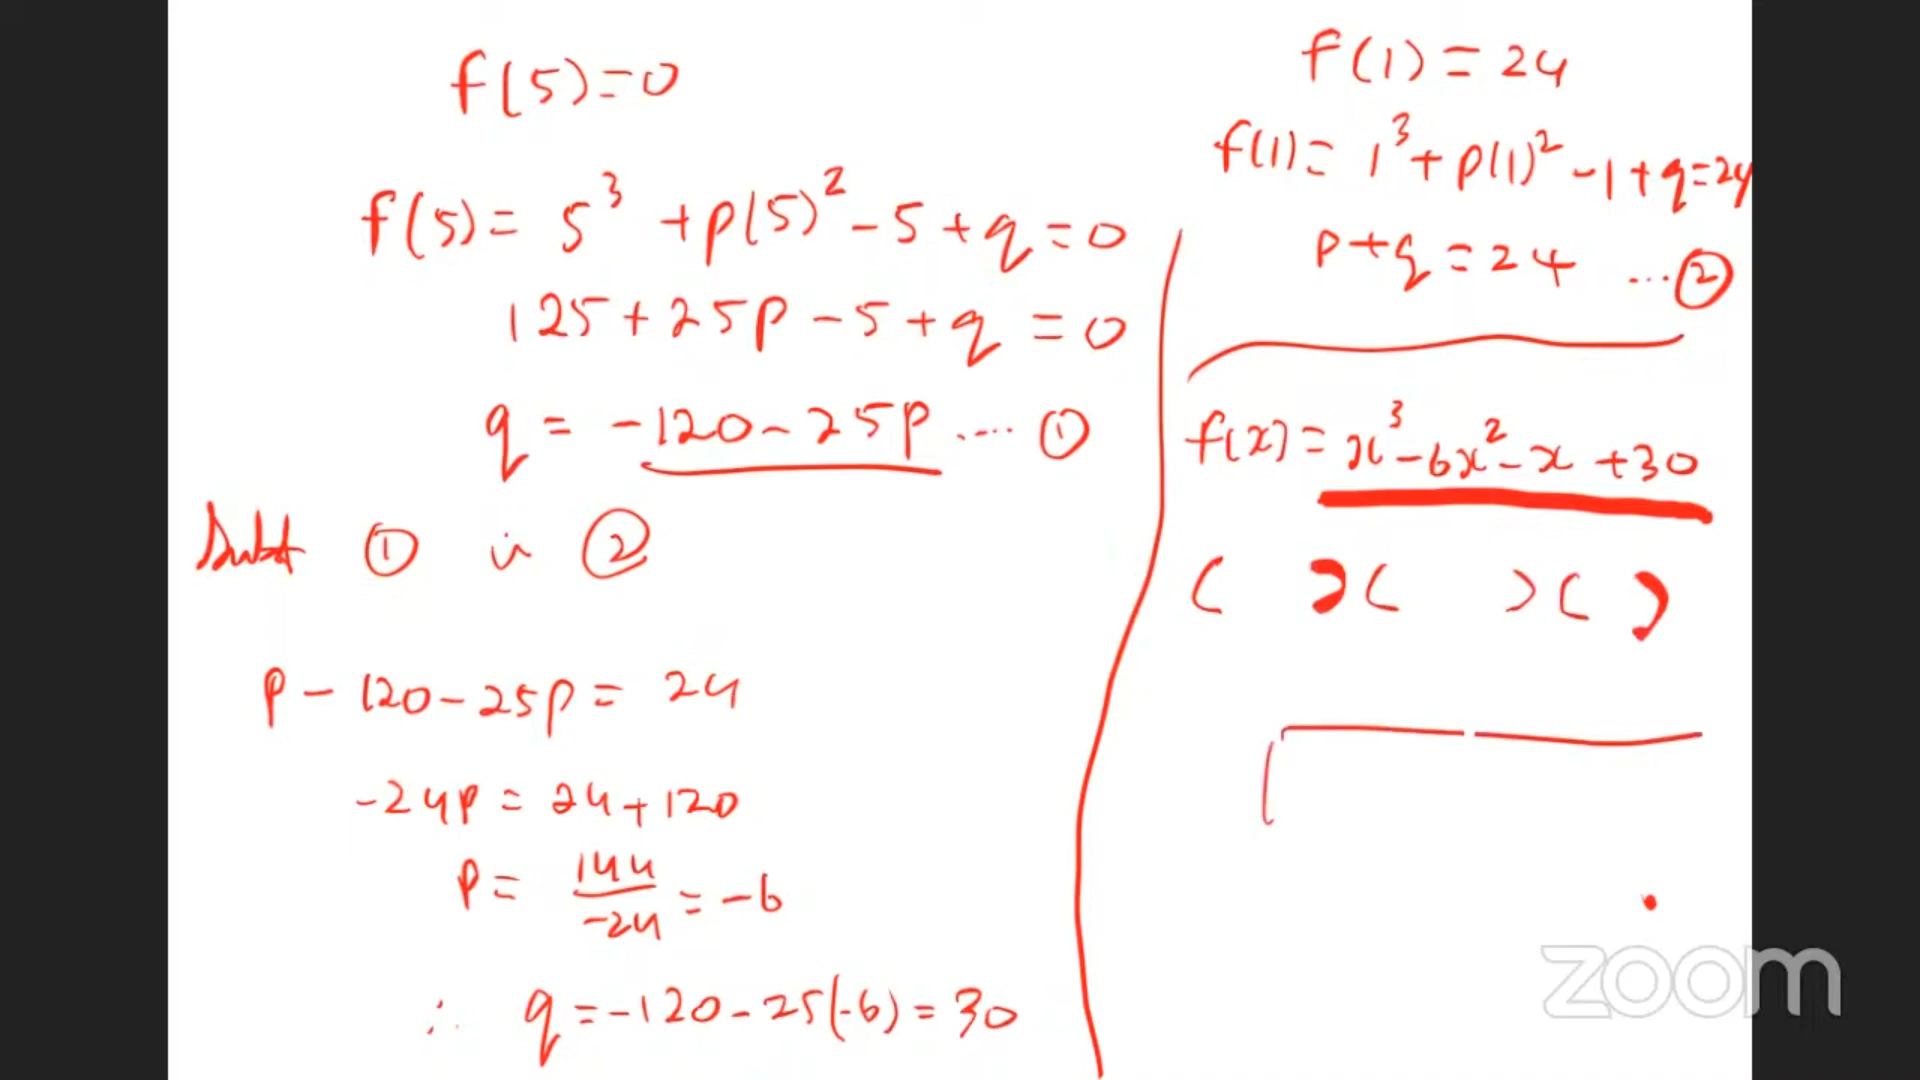 f(5)=0
f(5)= 5³ +p(5)² -5+q=0
125+25p-5+q=0
q = -120-25p .... ①
Subst ① in ②
p-120-25p= 24
-24p = 24+120
p= 144/-24 = -6
∴ q=-120-25(-6)=30
f(1)=24
f(1)= 1³+p(1)²-1+q=24
p+q=24 ...②
f(x)=x³-6x²-x+30
( )( )( )
zoom